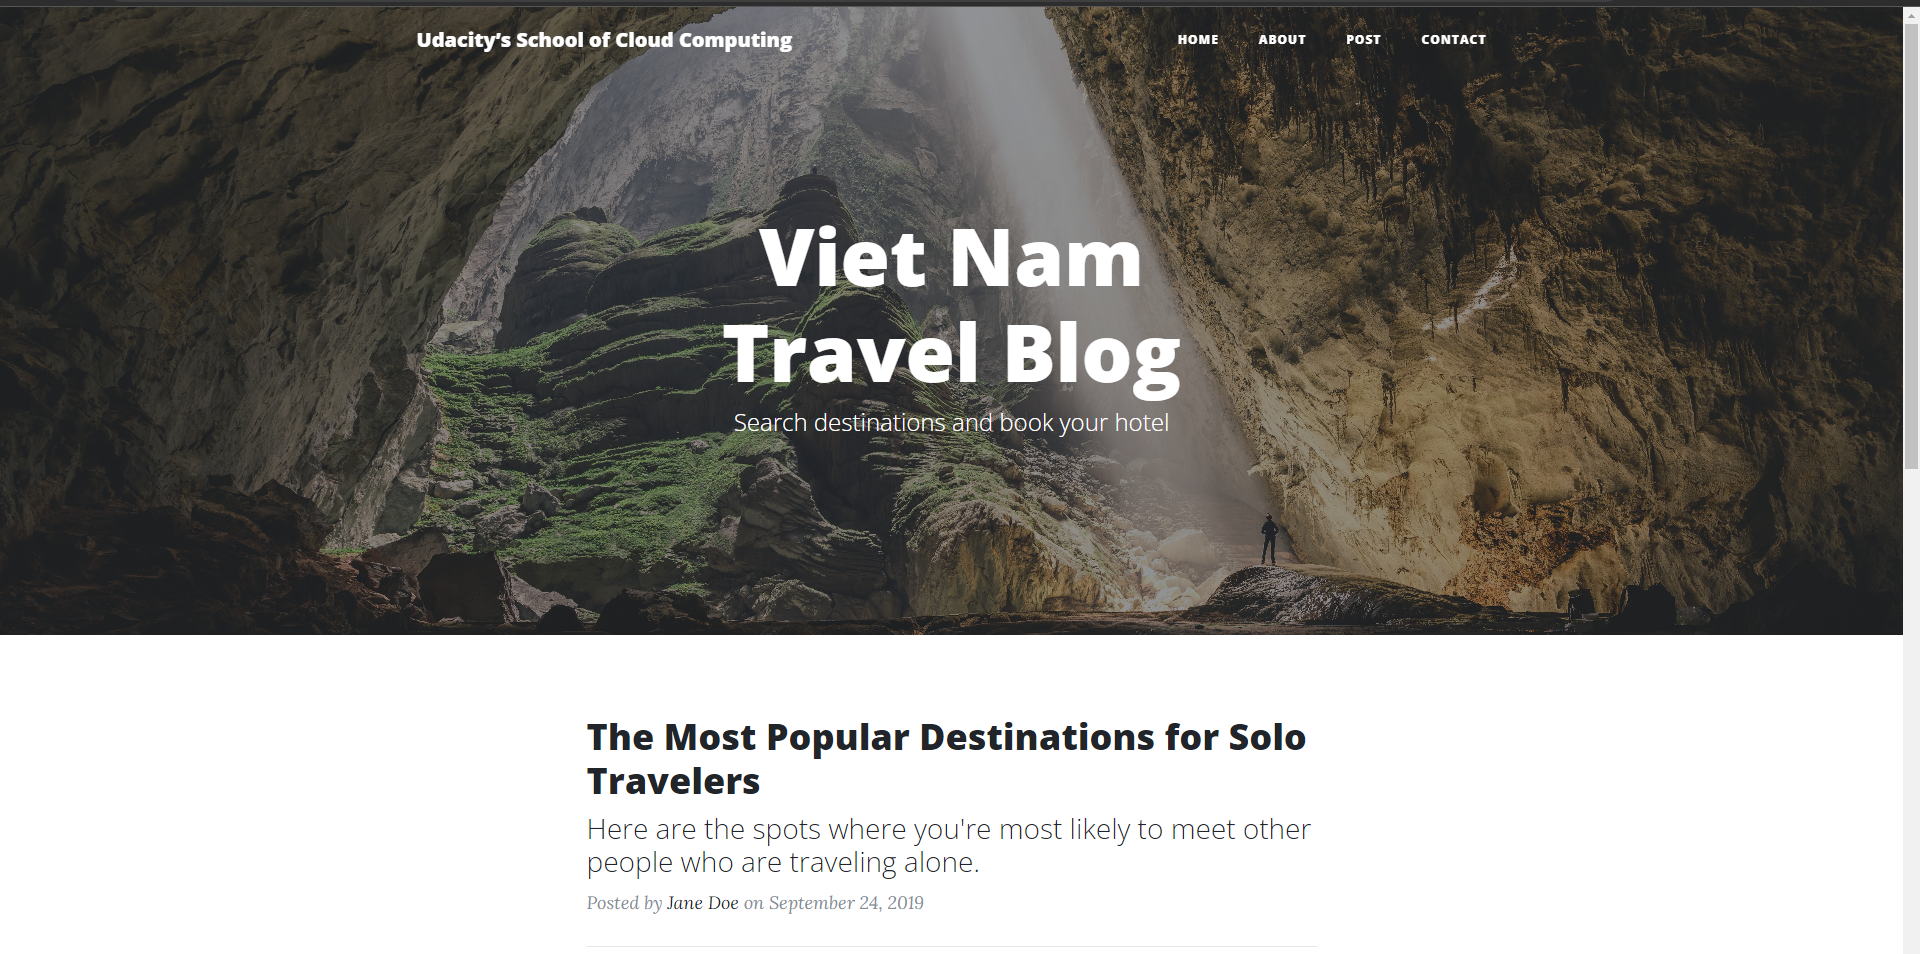 Udacity’s School of Cloud Computing
HOME ABOUT POST CONTACT
Viet Nam
Travel Blog
Search destinations and book your hotel
The Most Popular Destinations for Solo
Travelers
Here are the spots where you're most likely to meet other
people who are traveling alone.
Posted by Jane Doe on September 24, 2019